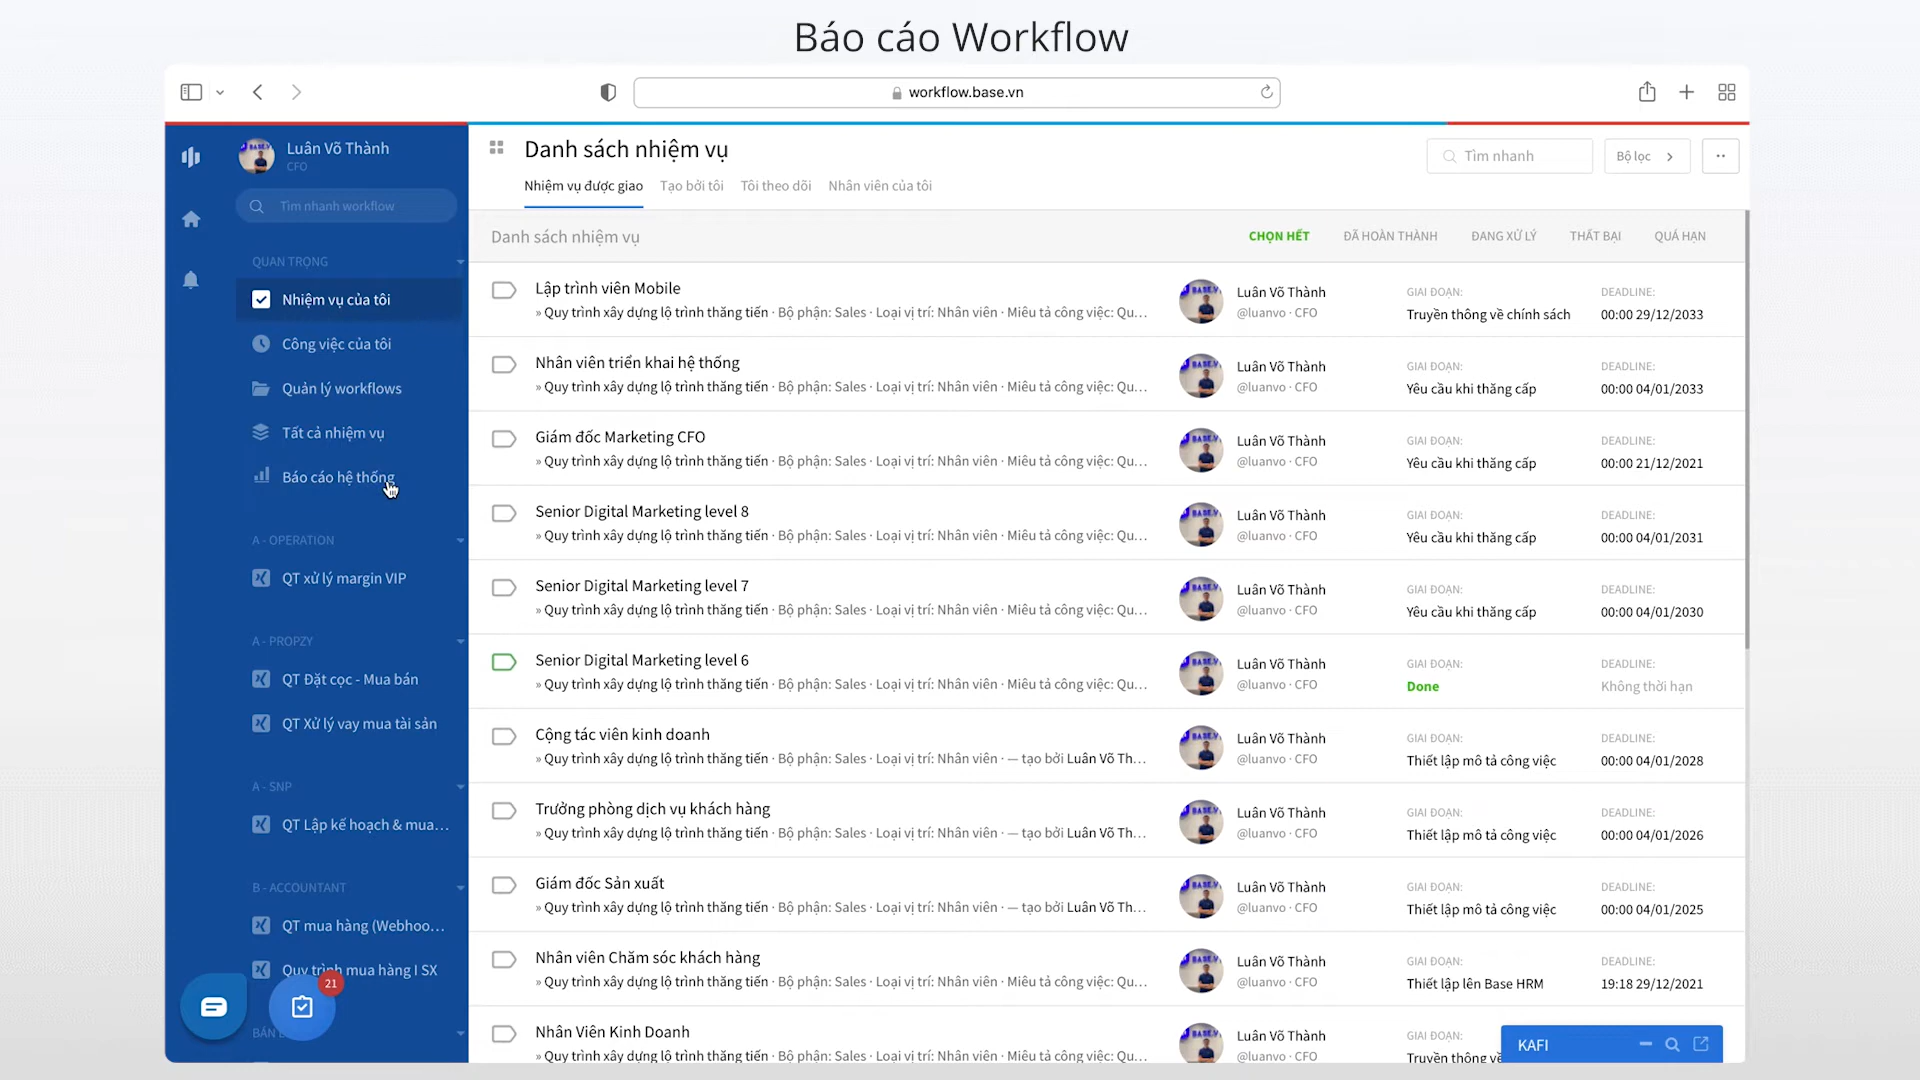 Báo cáo Workflow
workflow.base.vn
Luân Võ Thành
CFO
Tìm nhanh workflow
QUAN TRỌNG
Nhiệm vụ của tôi
Công việc của tôi
Quản lý workflows
Tất cả nhiệm vụ
Báo cáo hệ thống
A - OPERATION
QT xử lý margin VIP
A - PROPZY
QT Đặt cọc - Mua bán
QT Xử lý vay mua tài sản
A - SNP
QT Lập kế hoạch & mua...
B - ACCOUNTANT
QT mua hàng (Webhoo...
Quy trình mua hàng I SX
21
BÁN
Danh sách nhiệm vụ
Tìm nhanh
Bộ lọc
Nhiệm vụ được giao Tạo bởi tôi Tôi theo dõi Nhân viên của tôi
Danh sách nhiệm vụ CHỌN HẾT ĐÃ HOÀN THÀNH ĐANG XỬ LÝ THẤT BẠI QUÁ HẠN
Lập trình viên Mobile
» Quy trình xây dựng lộ trình thăng tiến · Bộ phận: Sales · Loại vị trí: Nhân viên · Miêu tả công việc: Qu...
Luân Võ Thành
@luanvo · CFO
GIAI ĐOẠN:
Truyền thông về chính sách
DEADLINE:
00:00 29/12/2033
Nhân viên triển khai hệ thống
» Quy trình xây dựng lộ trình thăng tiến · Bộ phận: Sales · Loại vị trí: Nhân viên · Miêu tả công việc: Qu...
Luân Võ Thành
@luanvo · CFO
GIAI ĐOẠN:
Yêu cầu khi thăng cấp
DEADLINE:
00:00 04/01/2033
Giám đốc Marketing CFO
» Quy trình xây dựng lộ trình thăng tiến · Bộ phận: Sales · Loại vị trí: Nhân viên · Miêu tả công việc: Qu...
Luân Võ Thành
@luanvo · CFO
GIAI ĐOẠN:
Yêu cầu khi thăng cấp
DEADLINE:
00:00 21/12/2021
Senior Digital Marketing level 8
» Quy trình xây dựng lộ trình thăng tiến · Bộ phận: Sales · Loại vị trí: Nhân viên · Miêu tả công việc: Qu...
Luân Võ Thành
@luanvo · CFO
GIAI ĐOẠN:
Yêu cầu khi thăng cấp
DEADLINE:
00:00 04/01/2031
Senior Digital Marketing level 7
» Quy trình xây dựng lộ trình thăng tiến · Bộ phận: Sales · Loại vị trí: Nhân viên · Miêu tả công việc: Qu...
Luân Võ Thành
@luanvo · CFO
GIAI ĐOẠN:
Yêu cầu khi thăng cấp
DEADLINE:
00:00 04/01/2030
Senior Digital Marketing level 6
» Quy trình xây dựng lộ trình thăng tiến · Bộ phận: Sales · Loại vị trí: Nhân viên · Miêu tả công việc: Qu...
Luân Võ Thành
@luanvo · CFO
GIAI ĐOẠN:
Done
DEADLINE:
Không thời hạn
Cộng tác viên kinh doanh
» Quy trình xây dựng lộ trình thăng tiến · Bộ phận: Sales · Loại vị trí: Nhân viên · — tạo bởi Luân Võ Th...
Luân Võ Thành
@luanvo · CFO
GIAI ĐOẠN:
Thiết lập mô tả công việc
DEADLINE:
00:00 04/01/2028
Trưởng phòng dịch vụ khách hàng
» Quy trình xây dựng lộ trình thăng tiến · Bộ phận: Sales · Loại vị trí: Nhân viên · — tạo bởi Luân Võ Th...
Luân Võ Thành
@luanvo · CFO
GIAI ĐOẠN:
Thiết lập mô tả công việc
DEADLINE:
00:00 04/01/2026
Giám đốc Sản xuất
» Quy trình xây dựng lộ trình thăng tiến · Bộ phận: Sales · Loại vị trí: Nhân viên · — tạo bởi Luân Võ Th...
Luân Võ Thành
@luanvo · CFO
GIAI ĐOẠN:
Thiết lập mô tả công việc
DEADLINE:
00:00 04/01/2025
Nhân viên Chăm sóc khách hàng
» Quy trình xây dựng lộ trình thăng tiến · Bộ phận: Sales · Loại vị trí: Nhân viên · Miêu tả công việc: Qu...
Luân Võ Thành
@luanvo · CFO
GIAI ĐOẠN:
Thiết lập lên Base HRM
DEADLINE:
19:18 29/12/2021
Nhân Viên Kinh Doanh
» Quy trình xây dựng lộ trình thăng tiến · Bộ phận: Sales · Loại vị trí: Nhân viên · Miêu tả công việc: Qu...
Luân Võ Thành
@luanvo · CFO
GIAI ĐOẠN:
Truyền thông về
KAFI